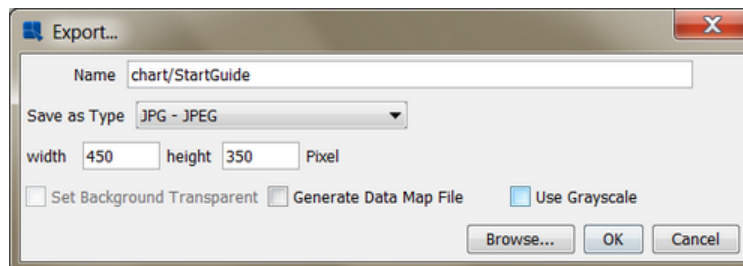 Export...
Name chart/StartGuide
Save as Type JPG - JPEG
width 450 height 350 Pixel
Set Background Transparent Generate Data Map File Use Grayscale
Browse... OK Cancel